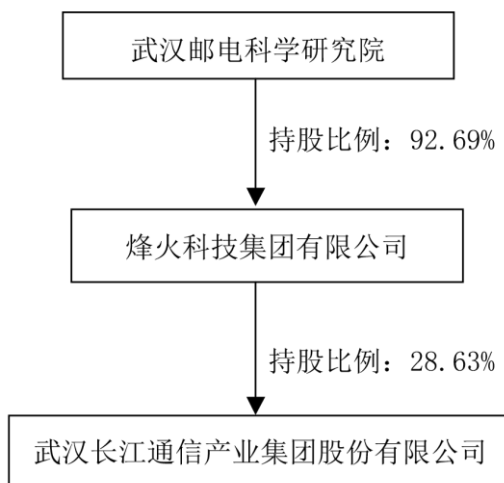 武汉邮电科学研究院
持股比例：92.69%
烽火科技集团有限公司
持股比例：28.63%
武汉长江通信产业集团股份有限公司